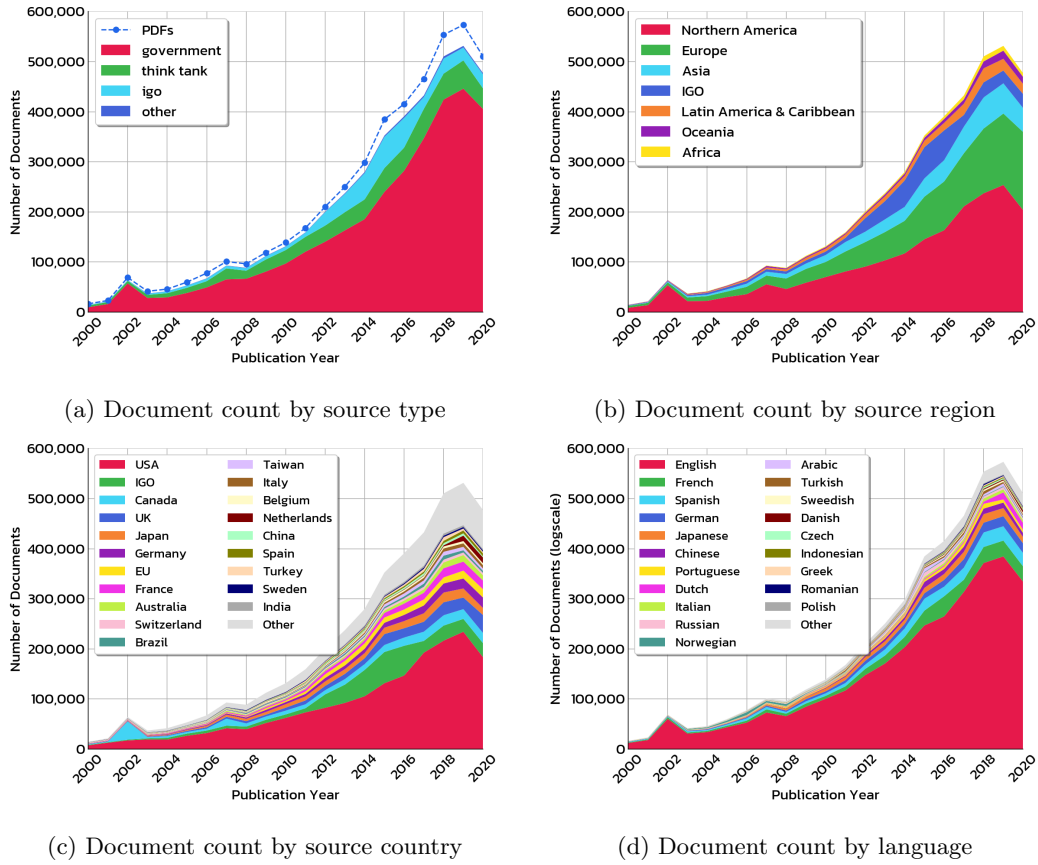 600,000
500,000
400,000
300,000
200,000
100,000
0
Number of Documents
PDFs
government
think tank
igo
other
2000
2002
2004
2006
2008
2010
2012
2014
2016
2018
2020
Publication Year
(a) Document count by source type
600,000
500,000
400,000
300,000
200,000
100,000
0
Number of Documents
Northern America
Europe
Asia
IGO
Latin America & Caribbean
Oceania
Africa
2000
2002
2004
2006
2008
2010
2012
2014
2016
2018
2020
Publication Year
(b) Document count by source region
600,000
500,000
400,000
300,000
200,000
100,000
0
Number of Documents
USA
IGO
Canada
UK
Japan
Germany
EU
France
Australia
Switzerland
Brazil
Taiwan
Italy
Belgium
Netherlands
China
Spain
Turkey
Sweden
India
Other
2000
2002
2004
2006
2008
2010
2012
2014
2016
2018
2020
Publication Year
(c) Document count by source country
600,000
500,000
400,000
300,000
200,000
100,000
0
Number of Documents (logscale)
English
French
Spanish
German
Japanese
Chinese
Portuguese
Dutch
Italian
Russian
Norwegian
Arabic
Turkish
Sweedish
Danish
Czech
Indonesian
Greek
Romanian
Polish
Other
2000
2002
2004
2006
2008
2010
2012
2014
2016
2018
2020
Publication Year
(d) Document count by language